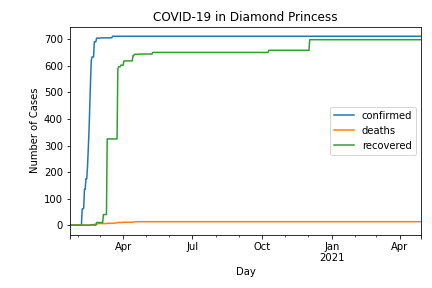 COVID-19 in Diamond Princess
Number of Cases
700
600
500
400
300
200
100
0
confirmed
deaths
recovered
Apr
Jul
Oct
Jan
2021
Apr
Day